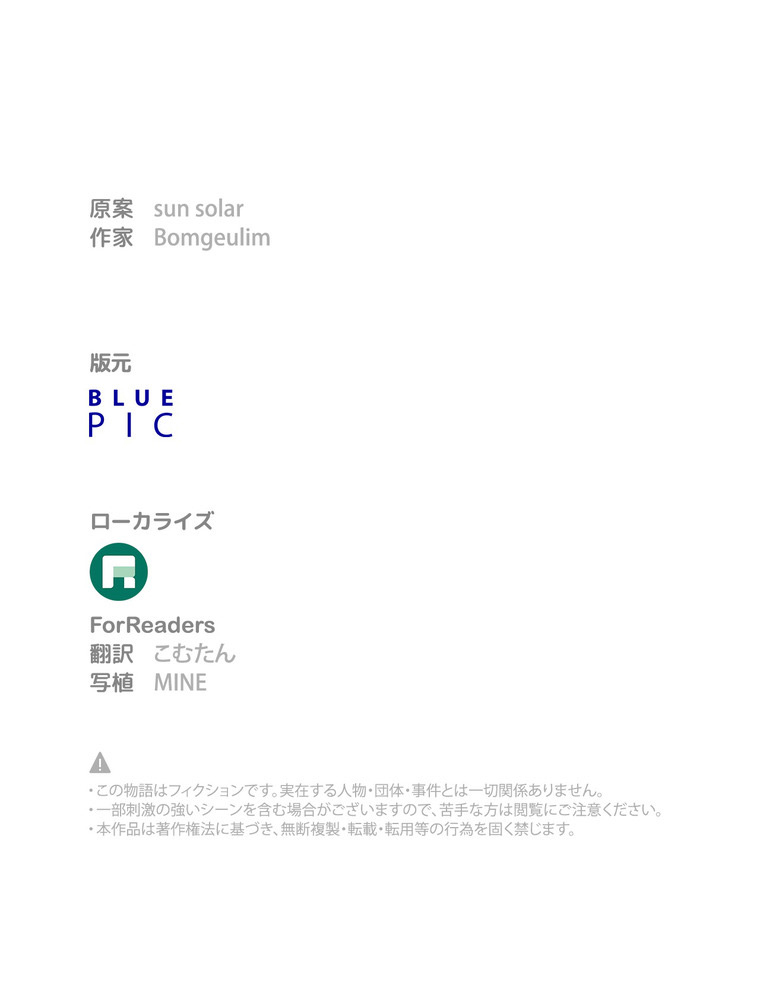 原案 sun solar
作家 Bomgeulim
版元
BLUE
PIC
ローカライズ
ForReaders
翻訳 こむたん
写植 MINE
・この物語はフィクションです。実在する人物・団体・事件とは一切関係ありません。
・一部刺激の強いシーンを含む場合がございますので、苦手な方は閲覧にご注意ください。
・本作品は著作権法に基づき、無断複製・転載・転用等の行為を固く禁じます。